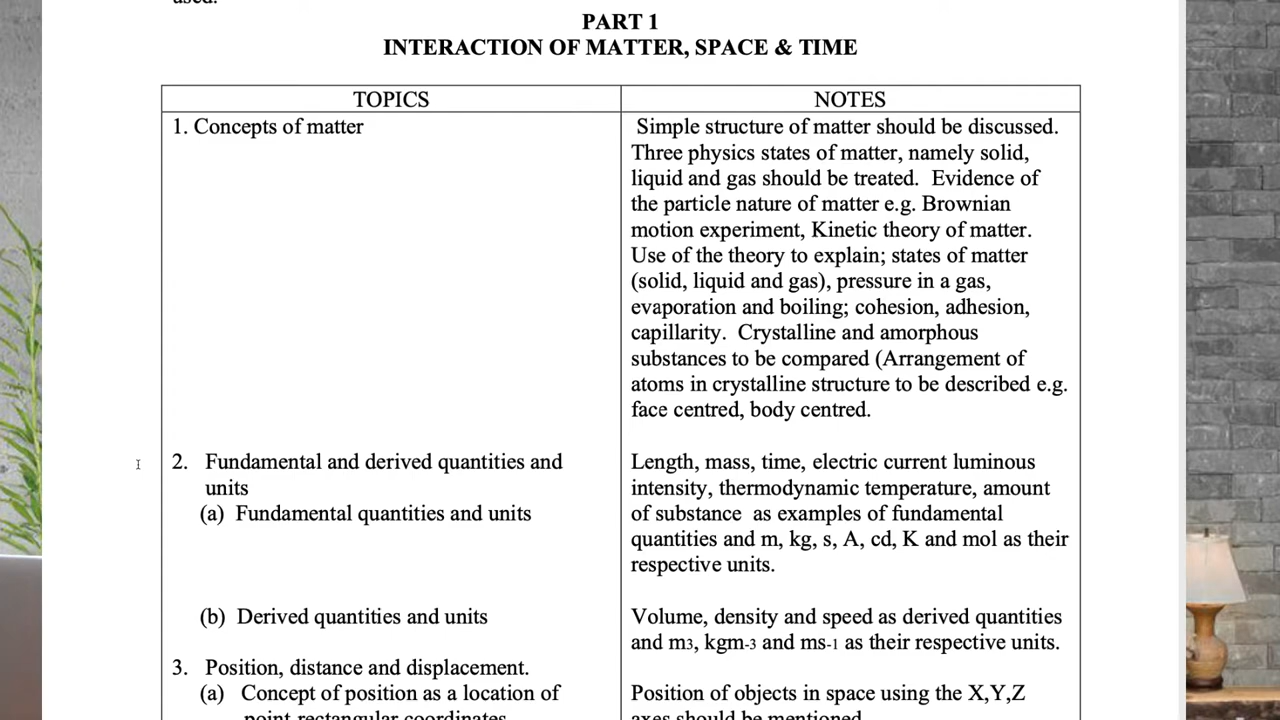 used.
PART 1
INTERACTION OF MATTER, SPACE & TIME
TOPICS
NOTES
1. Concepts of matter
Simple structure of matter should be discussed.
Three physics states of matter, namely solid,
liquid and gas should be treated. Evidence of
the particle nature of matter e.g. Brownian
motion experiment, Kinetic theory of matter.
Use of the theory to explain; states of matter
(solid, liquid and gas), pressure in a gas,
evaporation and boiling; cohesion, adhesion,
capillarity. Crystalline and amorphous
substances to be compared (Arrangement of
atoms in crystalline structure to be described e.g.
face centred, body centred.
2. Fundamental and derived quantities and
units
(a) Fundamental quantities and units
Length, mass, time, electric current luminous
intensity, thermodynamic temperature, amount
of substance as examples of fundamental
quantities and m, kg, s, A, cd, K and mol as their
respective units.
(b) Derived quantities and units
Volume, density and speed as derived quantities
and m3, kgm-3 and ms-1 as their respective units.
3. Position, distance and displacement.
(a) Concept of position as a location of
point-rectangular coordinates
Position of objects in space using the X,Y,Z
axes should be mentioned